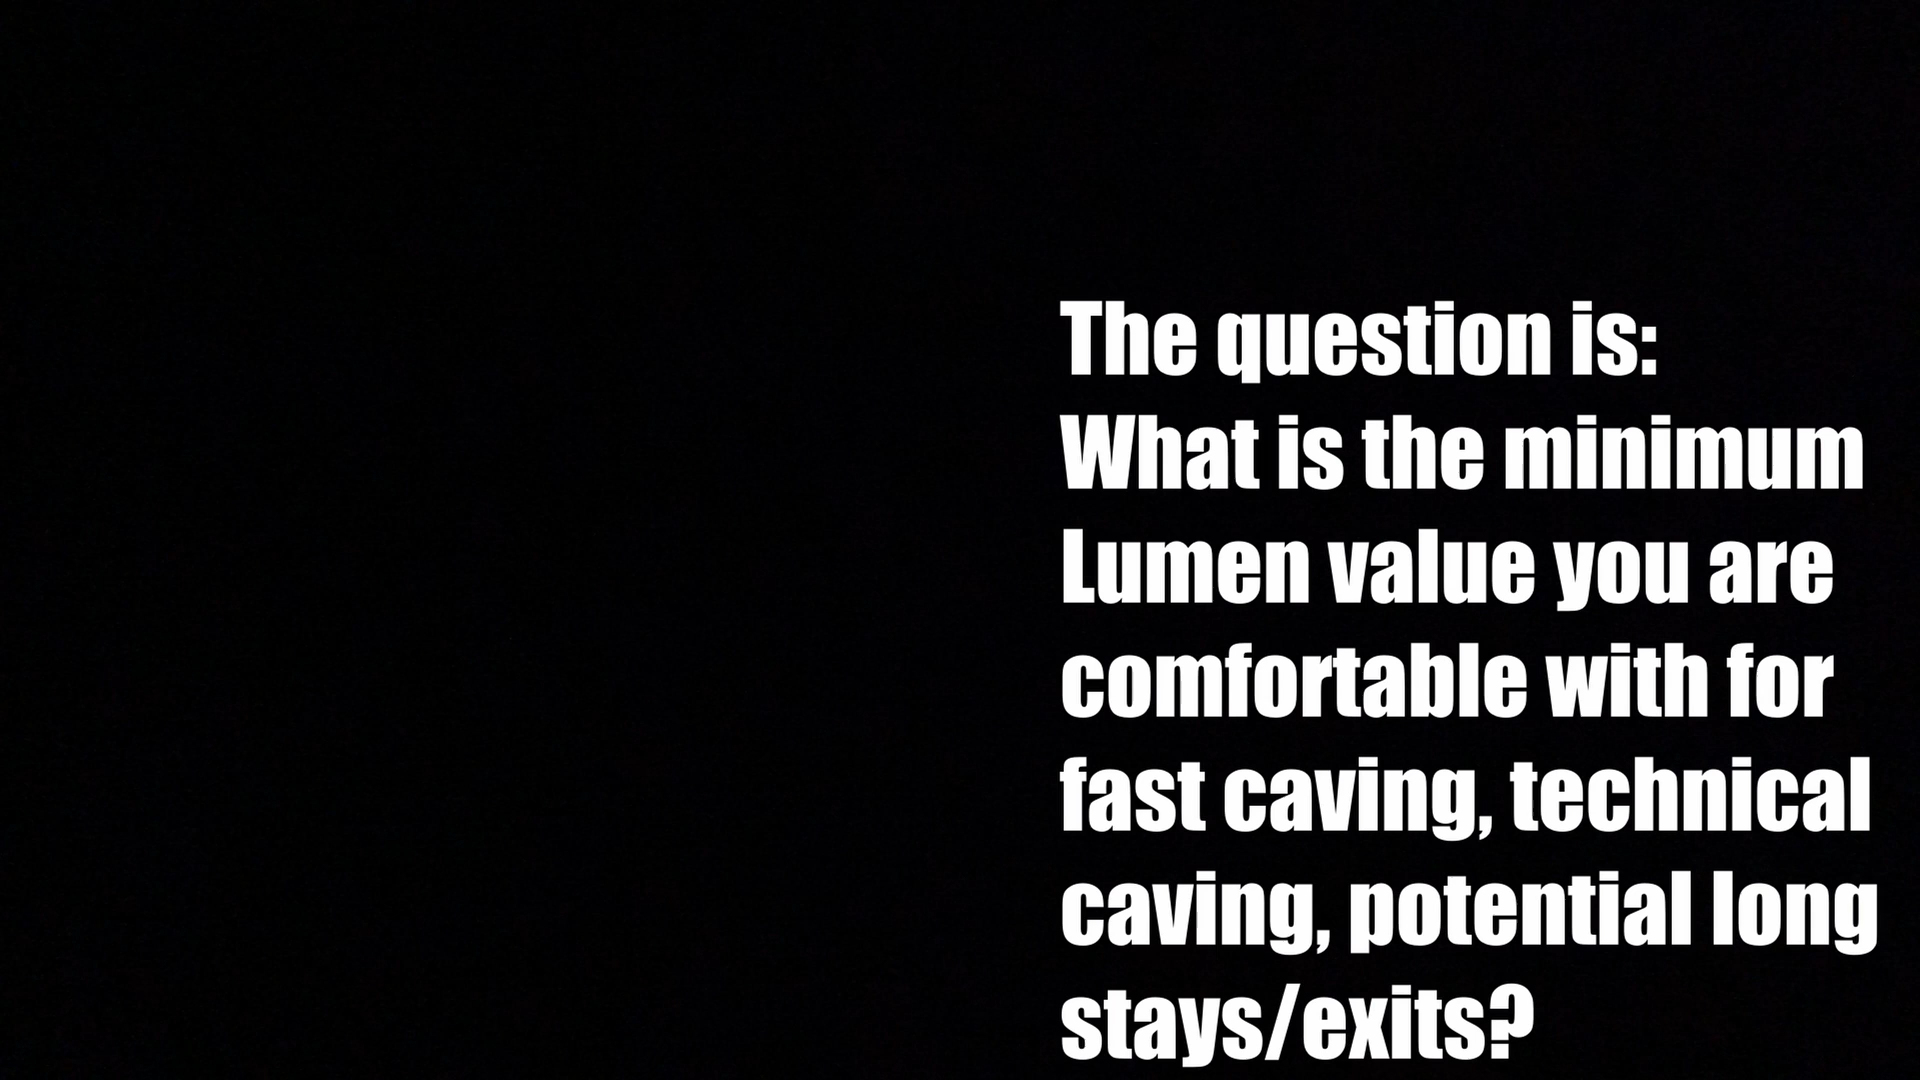 The question is:
What is the minimum
Lumen value you are
comfortable with for
fast caving, technical
caving, potential long
stays/exits?